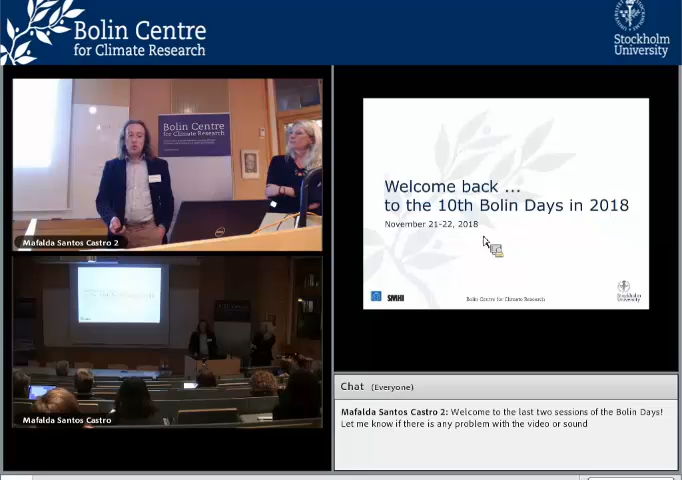 Bolin Centre
for Climate Research
Stockholm
University
Bolin Centre
for Climate Research
Mafalda Santos Castro 2
Mafalda Santos Castro
Welcome back ...
to the 10th Bolin Days in 2018
November 21-22, 2018
SMHI
Bolin Centre for Climate Research
Stockholm
University
Chat (Everyone)
Mafalda Santos Castro 2: Welcome to the last two sessions of the Bolin Days!
Let me know if there is any problem with the video or sound